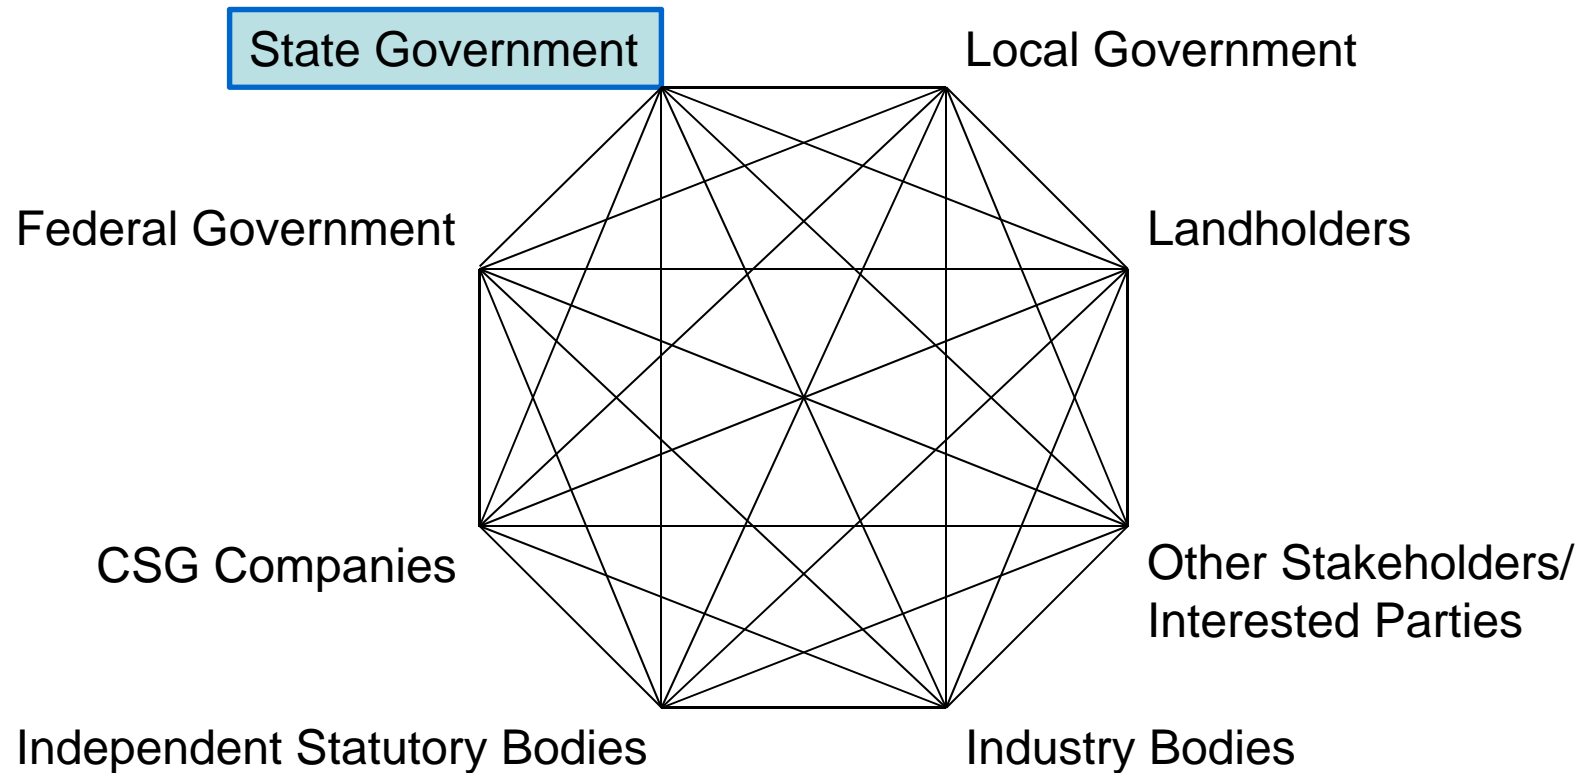 State Government
Local Government
Federal Government
Landholders
CSG Companies
Other Stakeholders/
Interested Parties
Independent Statutory Bodies
Industry Bodies